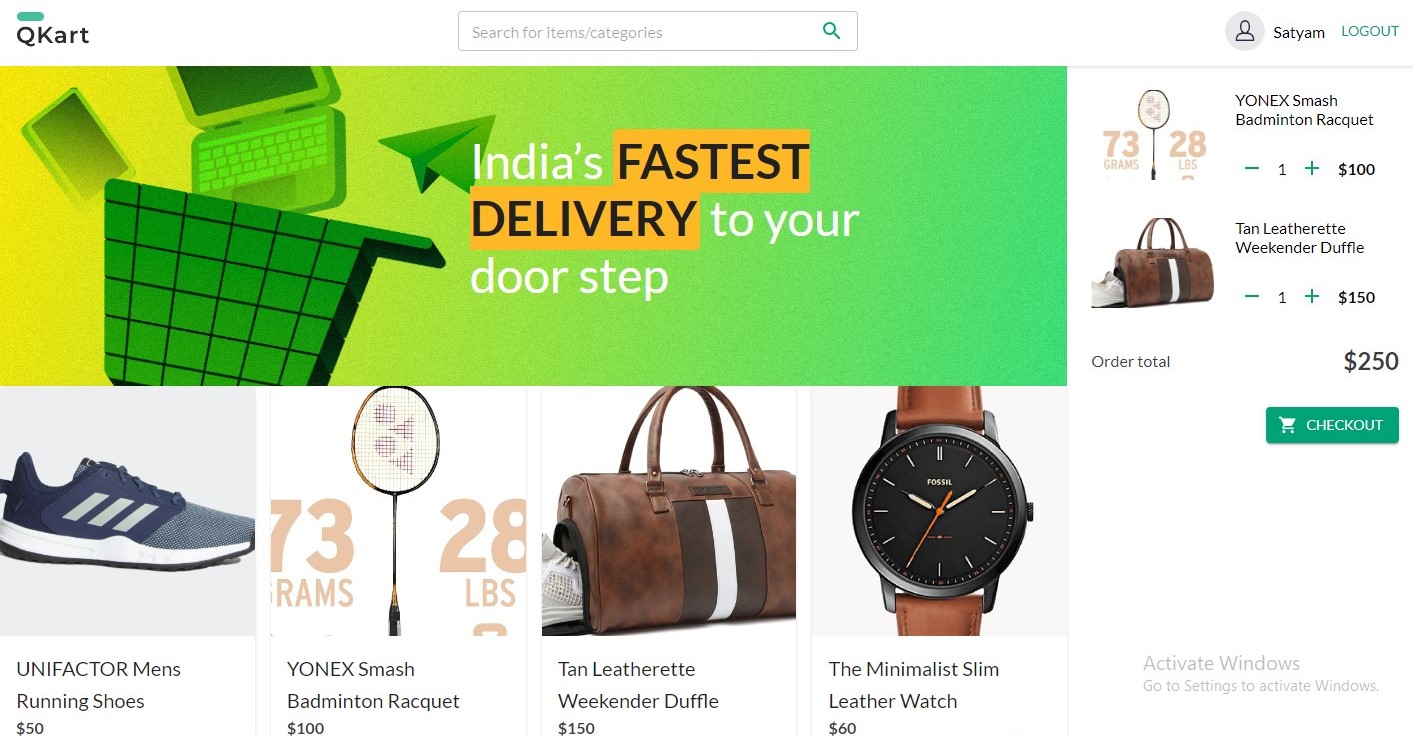 QKart
Search for items/categories
Satyam
LOGOUT
India's FASTEST
DELIVERY to your
door step
YONEX Smash
Badminton Racquet
73
GRAMS
28
LBS
1
$100
Tan Leatherette
Weekender Duffle
1
$150
Order total
$250
CHECKOUT
73
GRAMS
28
LBS
FOSSIL
UNIFACTOR Mens
Running Shoes
$50
YONEX Smash
Badminton Racquet
$100
Tan Leatherette
Weekender Duffle
$150
The Minimalist Slim
Leather Watch
$60
Activate Windows
Go to Settings to activate Windows.